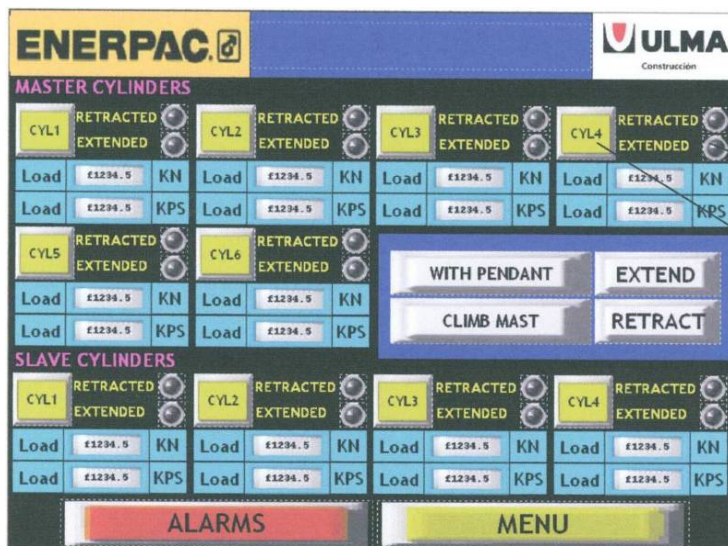 ENERPAC.
ULMA
Construcción
MASTER CYLINDERS
CYL1 RETRACTED EXTENDED CYL2 RETRACTED EXTENDED CYL3 RETRACTED EXTENDED CYL4 RETRACTED EXTENDED
Load £1234.5 KN Load £1234.5 KN Load £1234.5 KN Load £1234.5 KN
Load £1234.5 KPS Load £1234.5 KPS Load £1234.5 KPS Load £1234.5 KPS
CYL5 RETRACTED EXTENDED CYL6 RETRACTED EXTENDED
Load £1234.5 KN Load £1234.5 KN
Load £1234.5 KPS Load £1234.5 KPS
WITH PENDANT EXTEND
CLIMB MAST RETRACT
SLAVE CYLINDERS
CYL1 RETRACTED EXTENDED CYL2 RETRACTED EXTENDED CYL3 RETRACTED EXTENDED CYL4 RETRACTED EXTENDED
Load £1234.5 KN Load £1234.5 KN Load £1234.5 KN Load £1234.5 KN
Load £1234.5 KPS Load £1234.5 KPS Load £1234.5 KPS Load £1234.5 KPS
ALARMS MENU